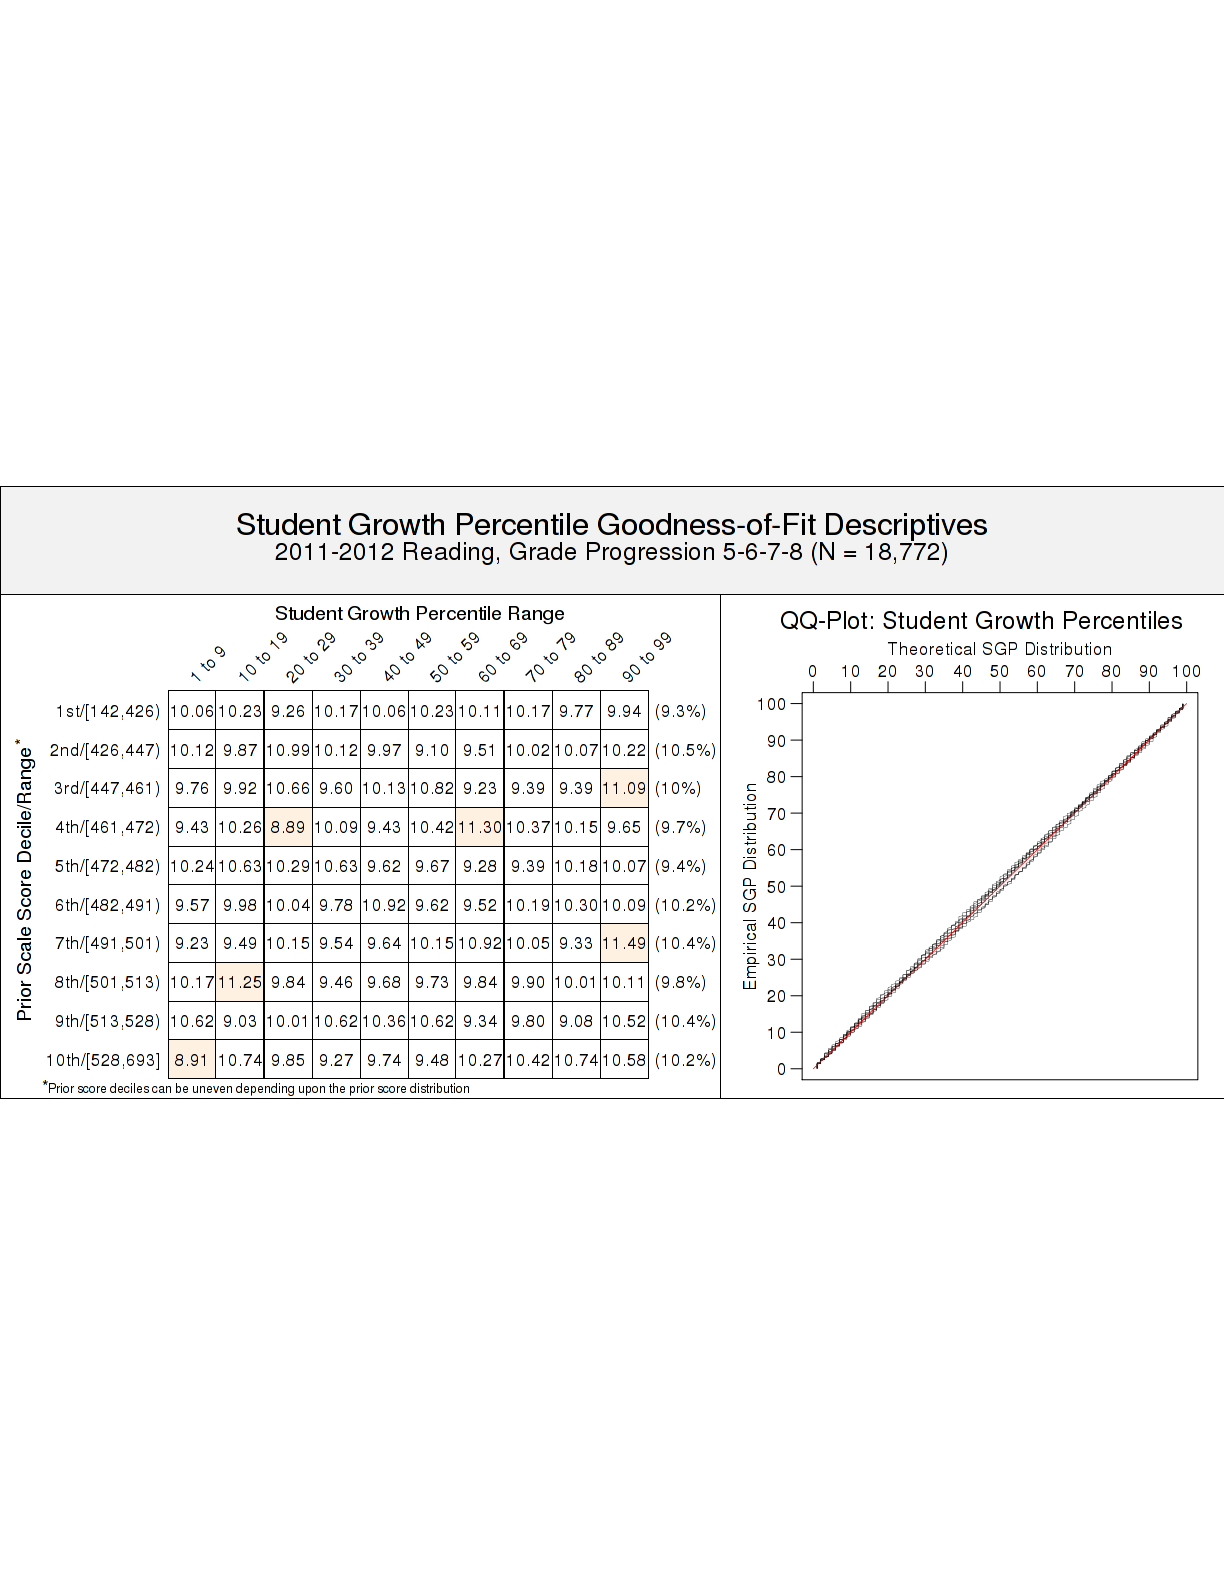 Student Growth Percentile Goodness-of-Fit Descriptives
2011-2012 Reading, Grade Progression 5-6-7-8 (N = 18,772)
Student Growth Percentile Range
1 to 9 10 to 19 20 to 29 30 to 39 40 to 49 50 to 59 60 to 69 70 to 79 80 to 89 90 to 99
Prior Scale Score Decile/Range*
1st/[142,426) 10.06 10.23 9.26 10.17 10.06 10.23 10.11 10.17 9.77 9.94 (9.3%)
2nd/[426,447) 10.12 9.87 10.99 10.12 9.97 9.10 9.51 10.02 10.07 10.22 (10.5%)
3rd/[447,461) 9.76 9.92 10.66 9.60 10.13 10.82 9.23 9.39 9.39 11.09 (10%)
4th/[461,472) 9.43 10.26 8.89 10.09 9.43 10.42 11.30 10.37 10.15 9.65 (9.7%)
5th/[472,482) 10.24 10.63 10.29 10.63 9.62 9.67 9.28 9.39 10.18 10.07 (9.4%)
6th/[482,491) 9.57 9.98 10.04 9.78 10.92 9.62 9.52 10.19 10.30 10.09 (10.2%)
7th/[491,501) 9.23 9.49 10.15 9.54 9.64 10.15 10.92 10.05 9.33 11.49 (10.4%)
8th/[501,513) 10.17 11.25 9.84 9.46 9.68 9.73 9.84 9.90 10.01 10.11 (9.8%)
9th/[513,528) 10.62 9.03 10.01 10.62 10.36 10.62 9.34 9.80 9.08 10.52 (10.4%)
10th/[528,693] 8.91 10.74 9.85 9.27 9.74 9.48 10.27 10.42 10.74 10.58 (10.2%)
*Prior score deciles can be uneven depending upon the prior score distribution
QQ-Plot: Student Growth Percentiles
Theoretical SGP Distribution
0 10 20 30 40 50 60 70 80 90 100
Empirical SGP Distribution
100
90
80
70
60
50
40
30
20
10
0